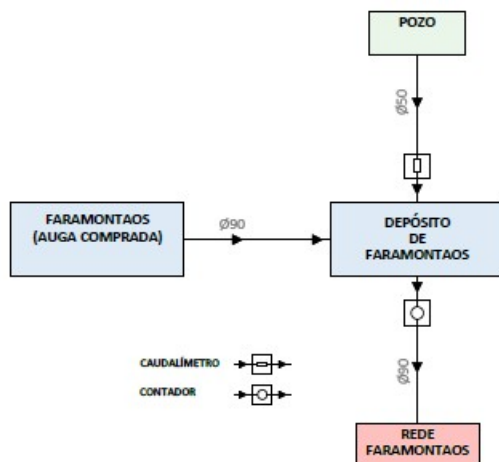 POZO
Ø50
FARAMONTAOS
(AUGA COMPRADA)
Ø90
DEPÓSITO
DE
FARAMONTAOS
CAUDALÍMETRO
CONTADOR
Ø90
REDE
FARAMONTAOS